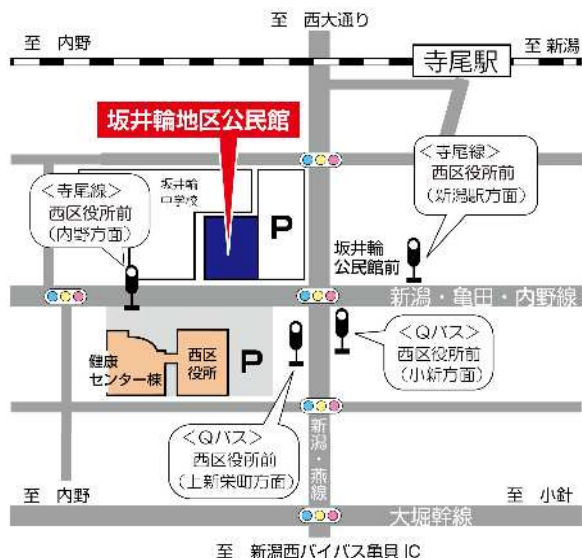 至 西大通り
至 内野
至 新潟
寺尾駅
坂井輪地区公民館
<寺尾線>
西区役所前
(新潟駅方面)
<寺尾線>
西区役所前
(内野方面)
坂井輪
中学校
P
坂井輪
公民館前
新潟・亀田・内野線
健康
センター棟
西区
役所
P
<Qバス>
西区役所前
(小新方面)
<Qバス>
西区役所前
(上新栄町方面)
新潟・燕線
至 内野
至 小針
大堀幹線
至 新潟西バイパス亀貝IC